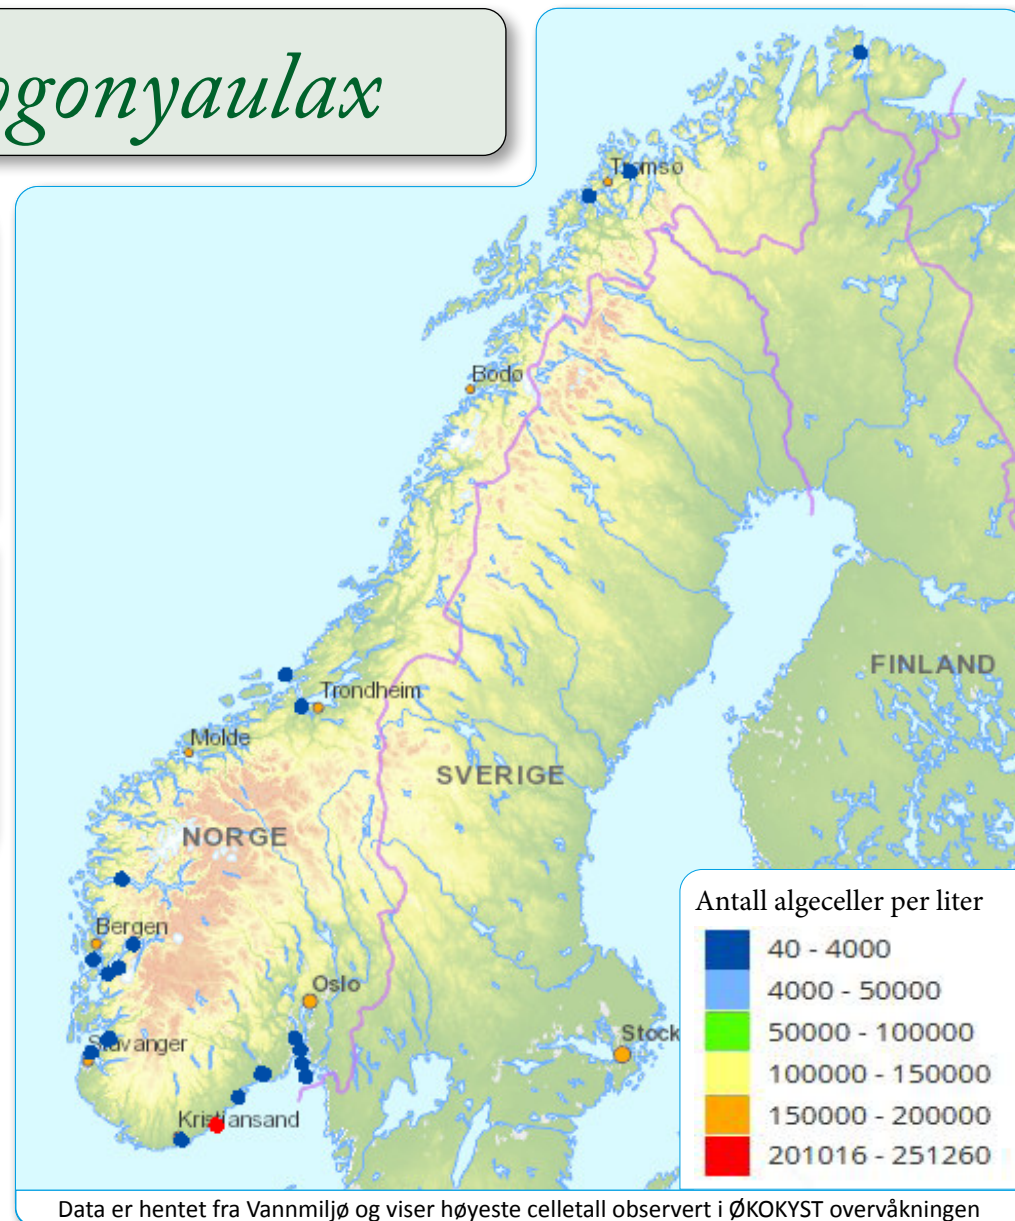 ogonyaulax
Tromsø
Bodø
Trondheim
Molde
FINLAND
SVERIGE
NORGE
Bergen
Oslo
Stavanger
Stock
Kristiansand
Antall algeceller per liter
40 - 4000
4000 - 50000
50000 - 100000
100000 - 150000
150000 - 200000
201016 - 251260
Data er hentet fra Vannmiljø og viser høyeste celletall observert i ØKOKYST overvåkningen